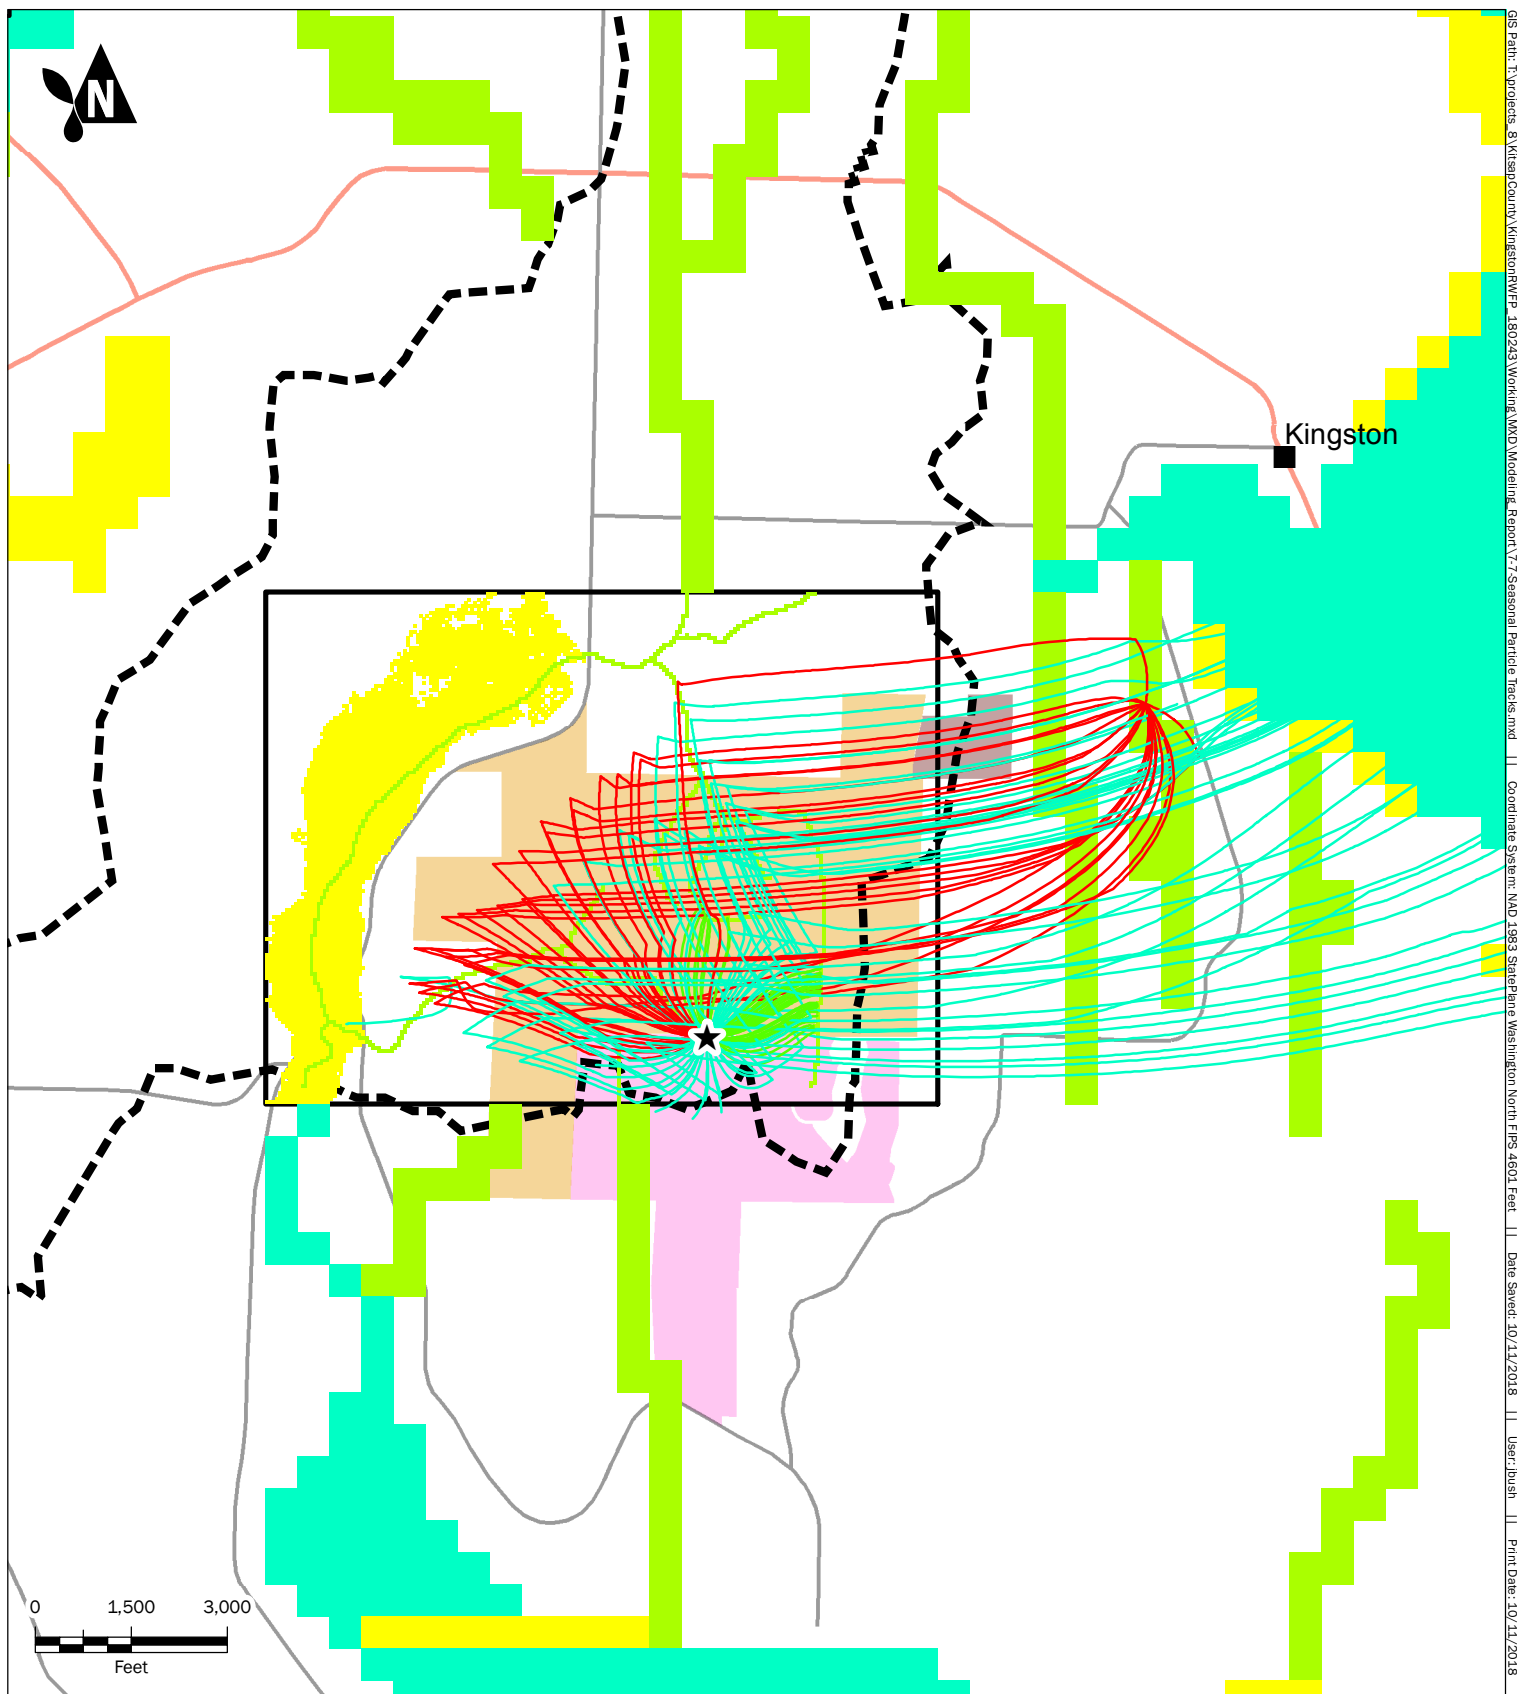 N
Kingston
0 1,500 3,000
Feet
GIS Path: T:\projects_8\KitsapCounty\KingstonRWFP_180243\Working\MXD\Modeling_Report\7-7-Seasonal Particle Tracks.mxd || Coordinate System: NAD 1983 StatePlane Washington North FIPS 4601 Feet || Date Saved: 10/11/2018 || User: jbush || Print Date: 10/11/2018